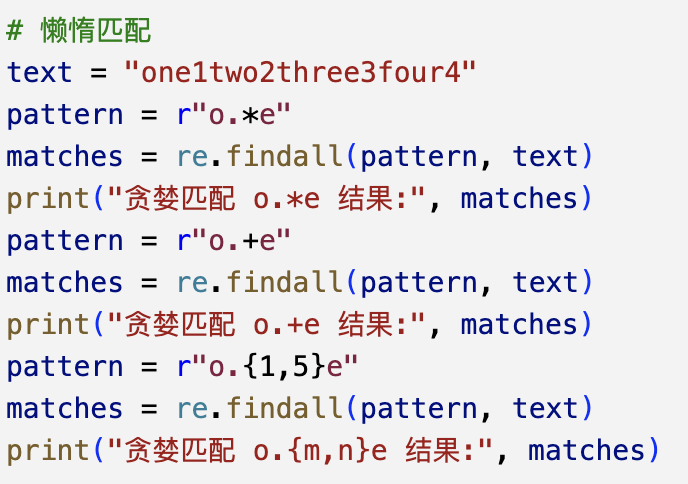 # 懒惰匹配
text = "one1two2three3four4"
pattern = r"o.*e"
matches = re.findall(pattern, text)
print("贪婪匹配 o.*e 结果:", matches)
pattern = r"o.+e"
matches = re.findall(pattern, text)
print("贪婪匹配 o.+e 结果:", matches)
pattern = r"o.{1,5}e"
matches = re.findall(pattern, text)
print("贪婪匹配 o.{m,n}e 结果:", matches)